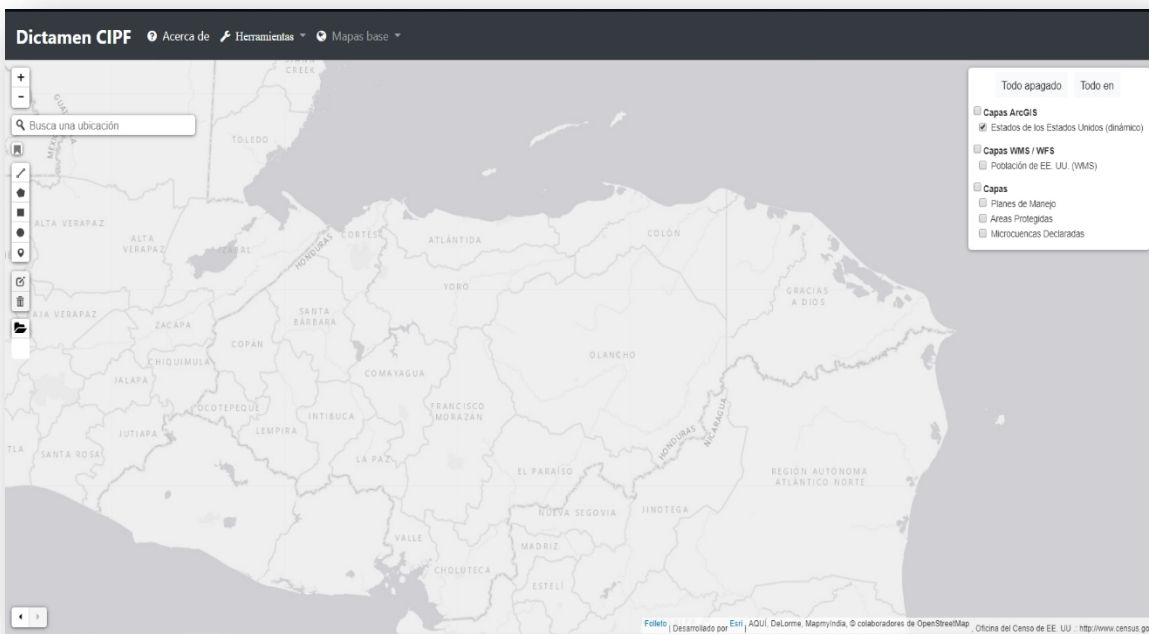 Dictamen CIPF Acerca de Herramientas Mapas base
CREEK
Todo apagado Todo en
Capas ArcGIS
Estados de los Estados Unidos (dinámico)
Capas WMS / WFS
Población de EE. UU. (WMS)
Capas
Planes de Manejo
Areas Protegidas
Microcuencas Declaradas
+
-
Busca una ubicación
TOLEDO
ALTA VERAPAZ
ALTA
VERAPAZ
IZABAL
HONDURAS
CORTÉS
ATLÁNTIDA
COLÓN
YORO
GRACIAS
A DIOS
BAJA VERAPAZ
ZACAPA
SANTA
BÁRBARA
COPÁN
CHIQUIMULA
OLANCHO
COMAYAGUA
JALAPA
OCOTEPEQUE
INTIBUCA
FRANCISCO
MORAZÁN
LEMPIRA
JUTIAPA
SANTA ROSA
LA PAZ
HONDURAS
NICARAGUA
EL PARAÍSO
REGIÓN AUTÓNOMA
ATLÁNTICO NORTE
NUEVA SEGOVIA
JINOTEGA
VALLE
MADRIZ
CHOLUTECA
ESTELÍ
Folleto | Desarrollado por Esri , AQUÍ, DeLorme, MapmyIndia, © colaboradores de OpenStreetMap , Oficina del Censo de EE. UU .: http://www.census.go